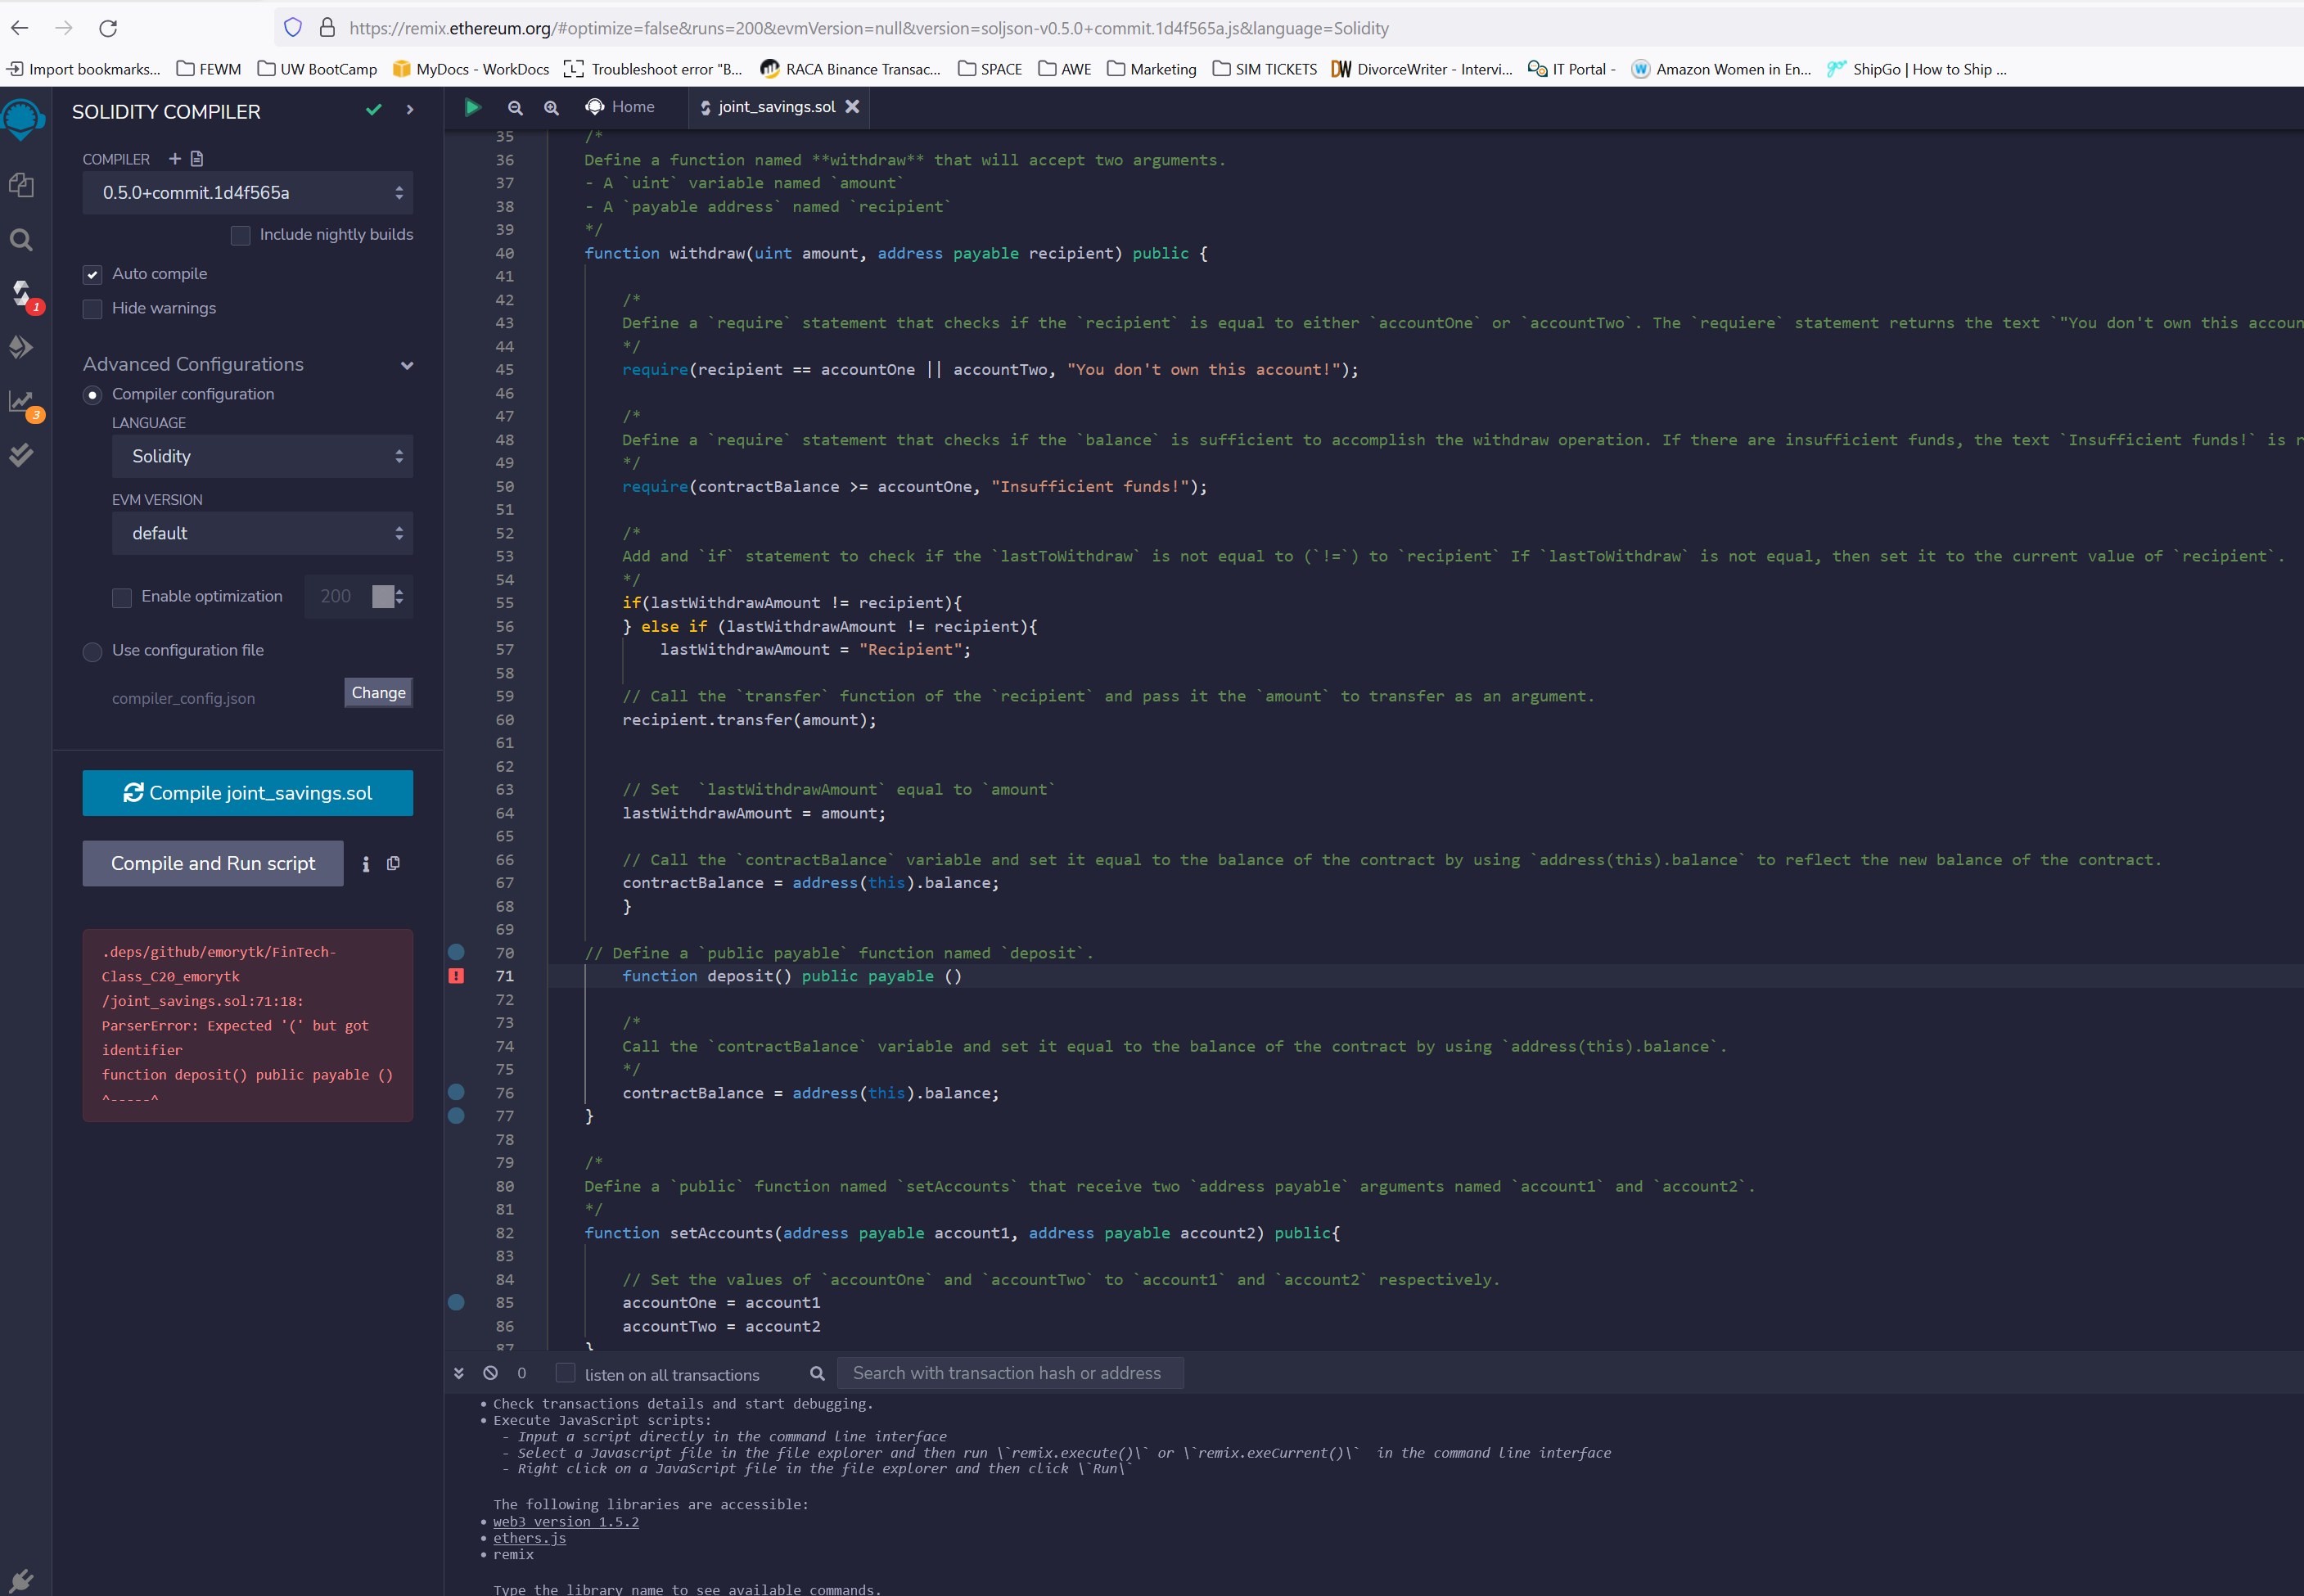 https://remix.ethereum.org/#optimize=false&runs=200&evmVersion=null&version=soljson-v0.5.0+commit.1d4f565a.js&language=Solidity
Import bookmarks... FEWM UW BootCamp MyDocs - WorkDocs Troubleshoot error "B... RACA Binance Transac... SPACE AWE Marketing SIM TICKETS DW DivorceWriter - Intervi... IT Portal - W Amazon Women in En... ShipGo | How to Ship ...
SOLIDITY COMPILER
COMPILER
0.5.0+commit.1d4f565a
Include nightly builds
Auto compile
Hide warnings
1
3
Advanced Configurations
Compiler configuration
LANGUAGE
Solidity
EVM VERSION
default
Enable optimization 200
Use configuration file
compiler_config.json Change
Compile joint_savings.sol
Compile and Run script
.deps/github/emorytk/FinTech-
Class_C20_emorytk
/joint_savings.sol:71:18:
ParserError: Expected '(' but got
identifier
function deposit() public payable ()
^-----^
Home joint_savings.sol
35 /*
36 Define a function named **withdraw** that will accept two arguments.
37 - A `uint` variable named `amount`
38 - A `payable address` named `recipient`
39 */
40 function withdraw(uint amount, address payable recipient) public {
41
42 /*
43 Define a `require` statement that checks if the `recipient` is equal to either `accountOne` or `accountTwo`. The `requiere` statement returns the text `"You don't own this accoun
44 */
45 require(recipient == accountOne || accountTwo, "You don't own this account!");
46
47 /*
48 Define a `require` statement that checks if the `balance` is sufficient to accomplish the withdraw operation. If there are insufficient funds, the text `Insufficient funds!` is r
49 */
50 require(contractBalance >= accountOne, "Insufficient funds!");
51
52 /*
53 Add and `if` statement to check if the `lastToWithdraw` is not equal to (`!=`) to `recipient` If `lastToWithdraw` is not equal, then set it to the current value of `recipient`.
54 */
55 if(lastWithdrawAmount != recipient){
56 } else if (lastWithdrawAmount != recipient){
57 lastWithdrawAmount = "Recipient";
58
59 // Call the `transfer` function of the `recipient` and pass it the `amount` to transfer as an argument.
60 recipient.transfer(amount);
61
62
63 // Set  `lastWithdrawAmount` equal to `amount`
64 lastWithdrawAmount = amount;
65
66 // Call the `contractBalance` variable and set it equal to the balance of the contract by using `address(this).balance` to reflect the new balance of the contract.
67 contractBalance = address(this).balance;
68 }
69
70 // Define a `public payable` function named `deposit`.
71 function deposit() public payable ()
72
73 /*
74 Call the `contractBalance` variable and set it equal to the balance of the contract by using `address(this).balance`.
75 */
76 contractBalance = address(this).balance;
77 }
78
79 /*
80 Define a `public` function named `setAccounts` that receive two `address payable` arguments named `account1` and `account2`.
81 */
82 function setAccounts(address payable account1, address payable account2) public{
83
84 // Set the values of `accountOne` and `accountTwo` to `account1` and `account2` respectively.
85 accountOne = account1
86 accountTwo = account2
87 }
0 listen on all transactions Search with transaction hash or address
• Check transactions details and start debugging.
• Execute JavaScript scripts:
- Input a script directly in the command line interface
- Select a Javascript file in the file explorer and then run \`remix.execute()\` or \`remix.exeCurrent()\`  in the command line interface
- Right click on a JavaScript file in the file explorer and then click \`Run\`
The following libraries are accessible:
• web3 version 1.5.2
• ethers.js
• remix
Type the library name to see available commands.